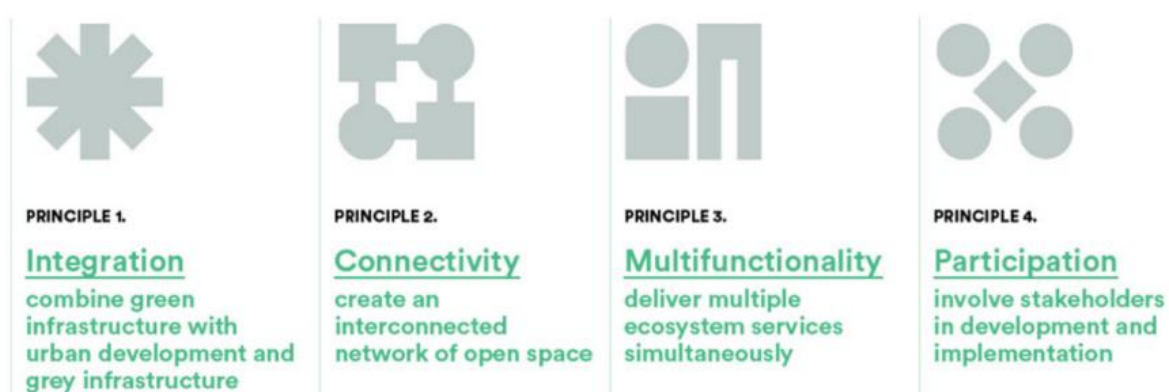 PRINCIPLE 1.
Integration
combine green
infrastructure with
urban development and
grey infrastructure
PRINCIPLE 2.
Connectivity
create an
interconnected
network of open space
PRINCIPLE 3.
Multifunctionality
deliver multiple
ecosystem services
simultaneously
PRINCIPLE 4.
Participation
involve stakeholders
in development and
implementation